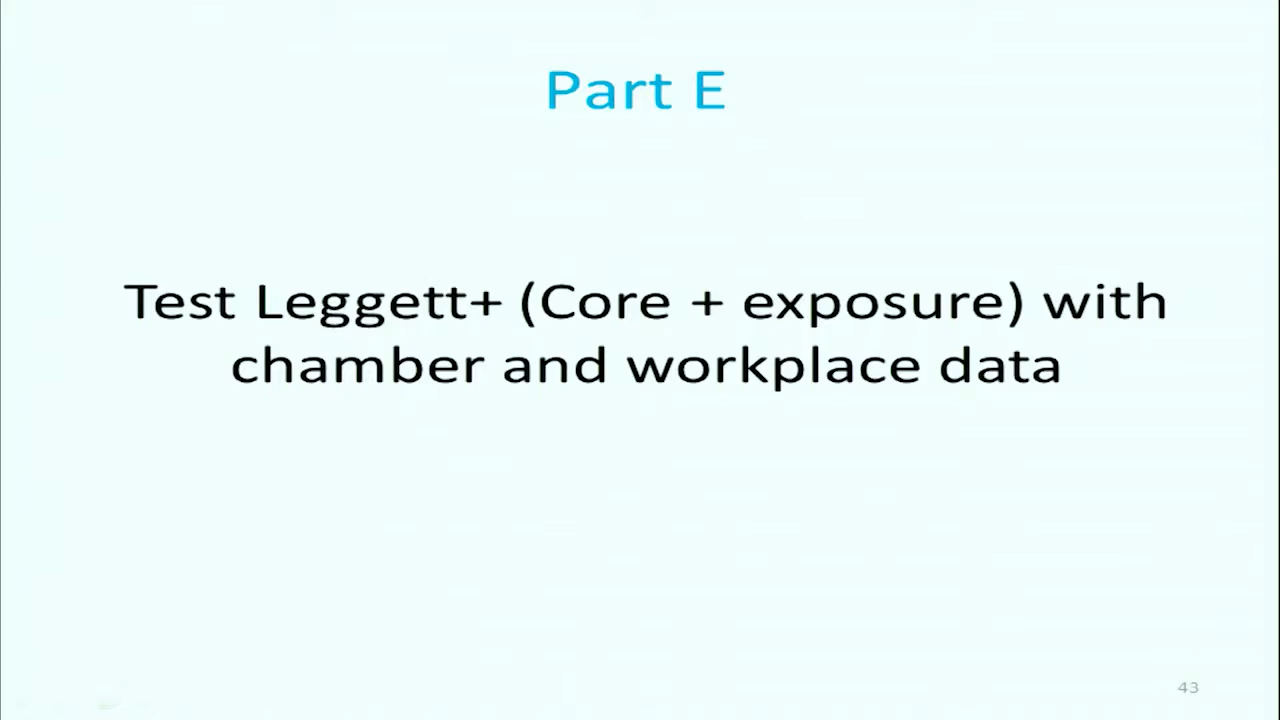 Part E
Test Leggett+ (Core + exposure) with
chamber and workplace data
43